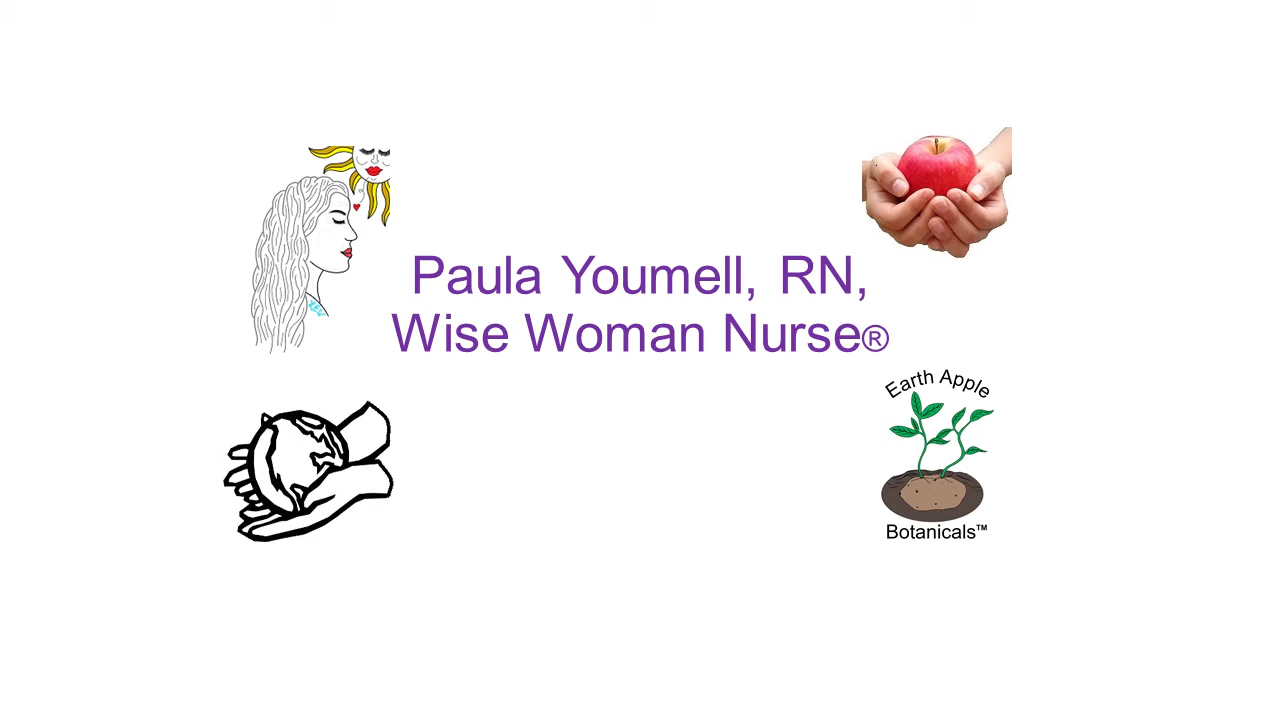 Paula Youmell, RN,
Wise Woman Nurse®
Earth Apple
Botanicals™